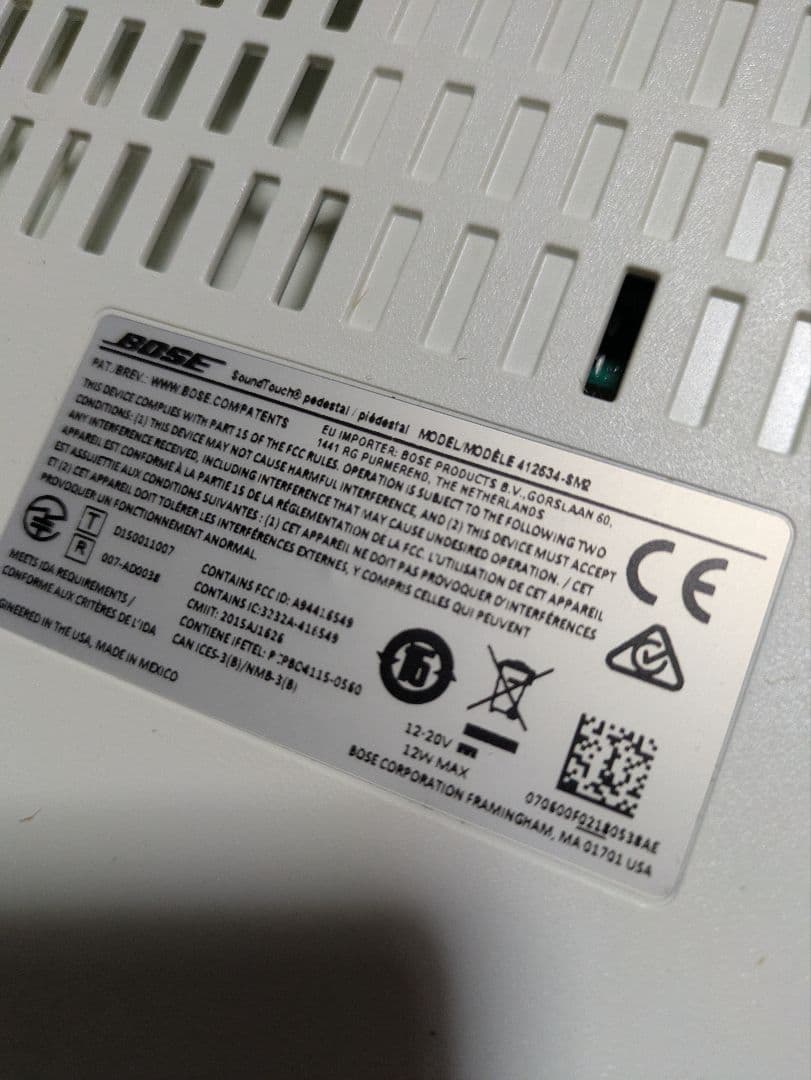 BOSE SoundTouch® pedestal / piédestal MODEL/MODÈLE 412534-SM2
PAT./BREV.: WWW.BOSE.COM/PATENTS EU IMPORTER: BOSE PRODUCTS B.V., GORSLAAN 60,
1441 RG PURMEREND, THE NETHERLANDS
THIS DEVICE COMPLIES WITH PART 15 OF THE FCC RULES. OPERATION IS SUBJECT TO THE FOLLOWING TWO
CONDITIONS: (1) THIS DEVICE MAY NOT CAUSE HARMFUL INTERFERENCE, AND (2) THIS DEVICE MUST ACCEPT
ANY INTERFERENCE RECEIVED, INCLUDING INTERFERENCE THAT MAY CAUSE UNDESIRED OPERATION. / CET
APPAREIL EST CONFORME À LA PARTIE 15 DE LA RÉGLEMENTATION DE LA FCC. L'UTILISATION DE CET APPAREIL
EST ASSUJETTIE AUX CONDITIONS SUIVANTES : (1) CET APPAREIL NE DOIT PAS PROVOQUER D'INTERFÉRENCES
ET (2) CET APPAREIL DOIT TOLÉRER LES INTERFÉRENCES EXTERNES, Y COMPRIS CELLES QUI PEUVENT
PROVOQUER UN FONCTIONNEMENT ANORMAL.
T D150011007
R 007-AD0038
MEETS IDA REQUIREMENTS /
CONFORME AUX CRITÈRES DE L'IDA
GINEERED IN THE USA, MADE IN MEXICO
CONTAINS FCC ID: A94416549
CONTAINS IC: 3232A-416549
CMIIT: 2015AJ1626
CONTIENE IFETEL: BO4115-0560
CAN ICES-3(B)/NMB-3(B)
CE
15
12-20V
12W MAX
070600F02180538AE
BOSE CORPORATION FRAMINGHAM, MA 01701 USA